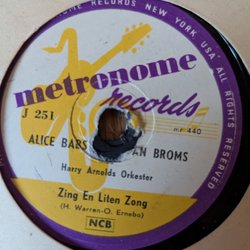 RECORDS NEW YORK, USA ALL RIGHTS
metronome
records
J 251
mr 440
ALICE BABS AN BROMS
Harry Arnolds Orkester
Zing En Liten Zong
(H. Warren-O. Ernebo)
NCB